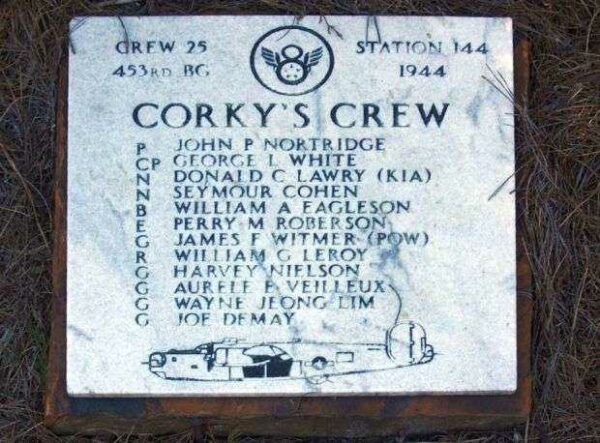 CREW 25 STATION 144
453RD BG 1944
CORKY'S CREW
P JOHN P NORTRIDGE
CP GEORGE L WHITE
N DONALD C LAWRY (KIA)
N SEYMOUR COHEN
B WILLIAM A EAGLESON
E PERRY M ROBERSON
G JAMES F WITMER (POW)
R WILLIAM G LEROY
G HARVEY NIELSON
G AURELE P VEILLEUX
G WAYNE JEONG LIM
G JOE DEMAY